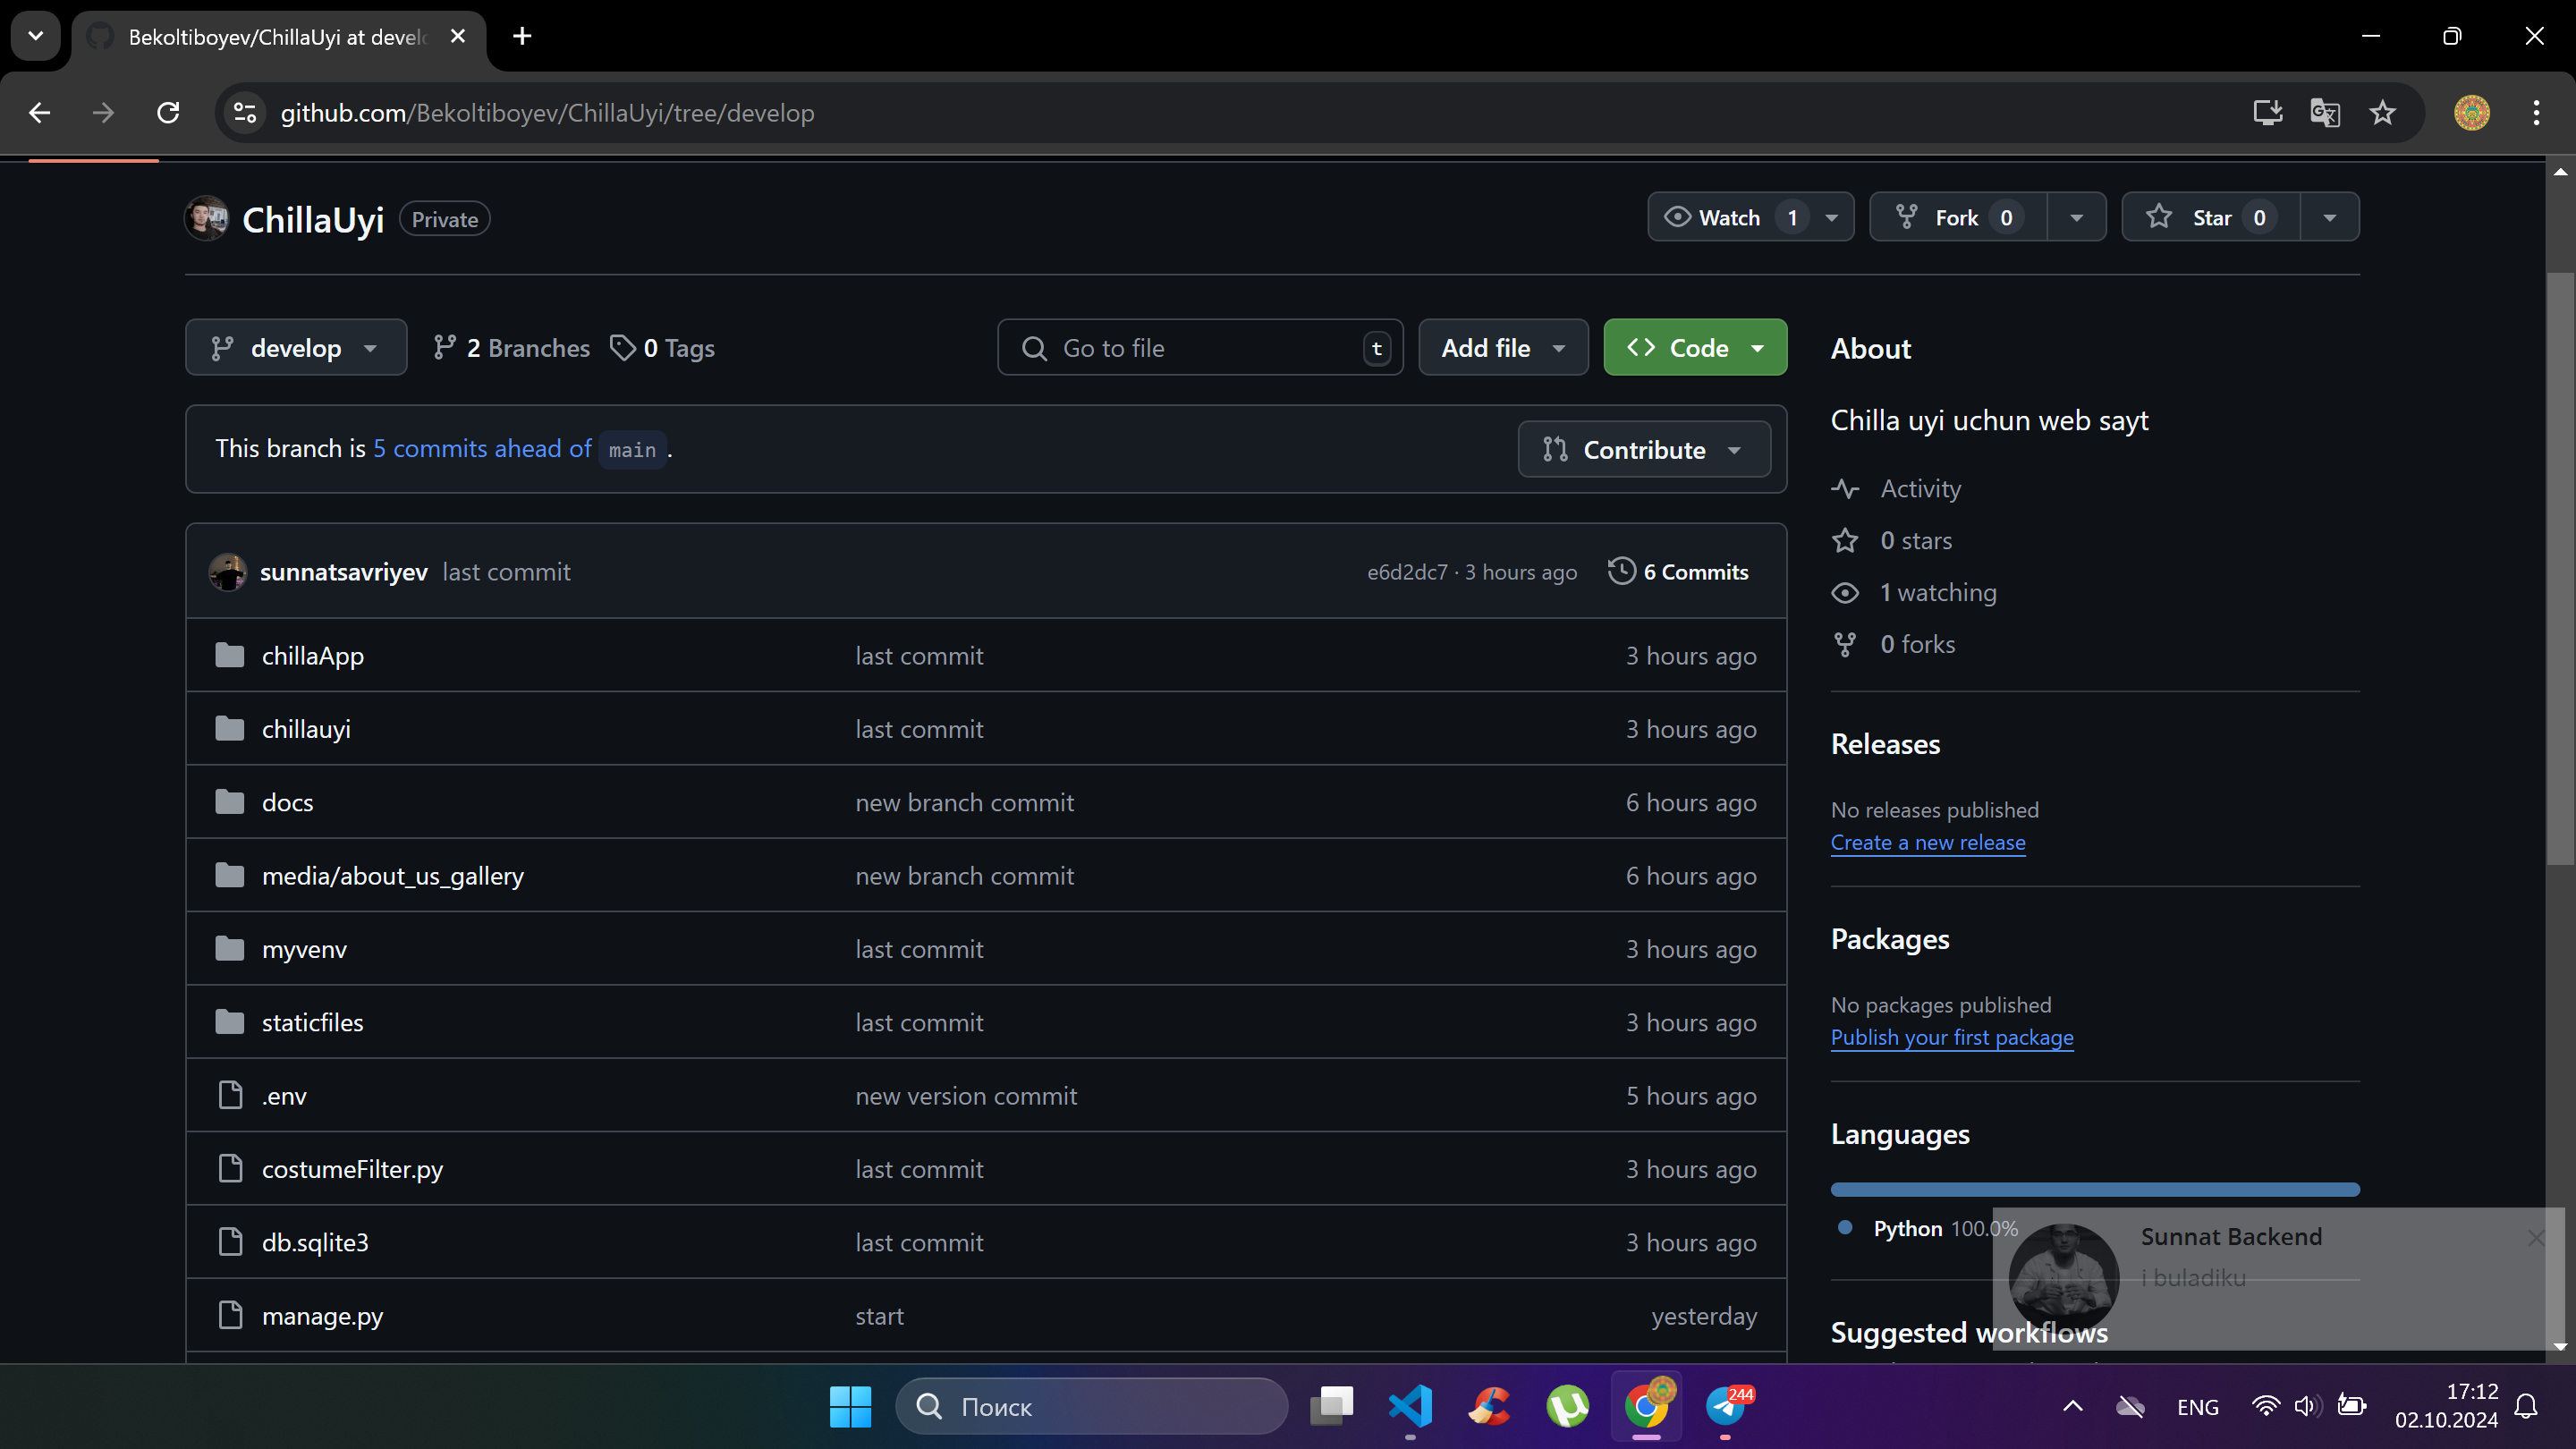 Bekoltiboyev/ChillaUyi at develo
github.com/Bekoltiboyev/ChillaUyi/tree/develop
ChillaUyi Private
Watch 1
Fork 0
Star 0
develop
2 Branches
0 Tags
Go to file t
Add file
Code
This branch is 5 commits ahead of main .
Contribute
sunnatsavriyev last commit e6d2dc7 · 3 hours ago 6 Commits
chillaApp last commit 3 hours ago
chillauyi last commit 3 hours ago
docs new branch commit 6 hours ago
media/about_us_gallery new branch commit 6 hours ago
myvenv last commit 3 hours ago
staticfiles last commit 3 hours ago
.env new version commit 5 hours ago
costumeFilter.py last commit 3 hours ago
db.sqlite3 last commit 3 hours ago
manage.py start yesterday
About
Chilla uyi uchun web sayt
Activity
0 stars
1 watching
0 forks
Releases
No releases published
Create a new release
Packages
No packages published
Publish your first package
Languages
Python 100.0%
Suggested workflows
Sunnat Backend
i buladiku
Поиск
244
ENG
17:12
02.10.2024